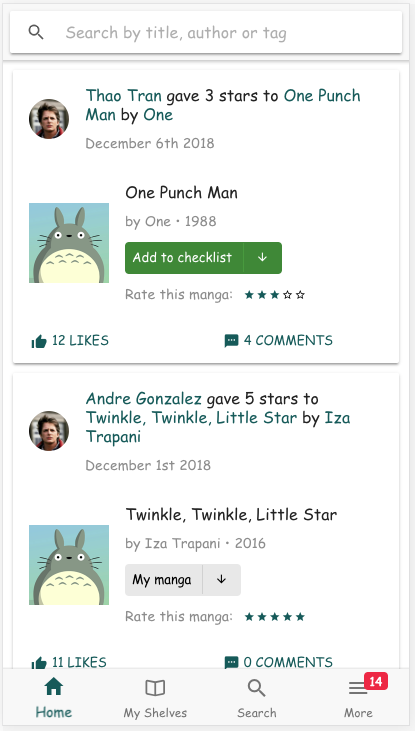 Search by title, author or tag
Thao Tran gave 3 stars to One Punch
Man by One
December 6th 2018
One Punch Man
by One • 1988
Add to checklist
Rate this manga:
12 LIKES
4 COMMENTS
Andre Gonzalez gave 5 stars to
Twinkle, Twinkle, Little Star by Iza
Trapani
December 1st 2018
Twinkle, Twinkle, Little Star
by Iza Trapani • 2016
My manga
Rate this manga:
11 LIKES
0 COMMENTS
14
Home
My Shelves
Search
More